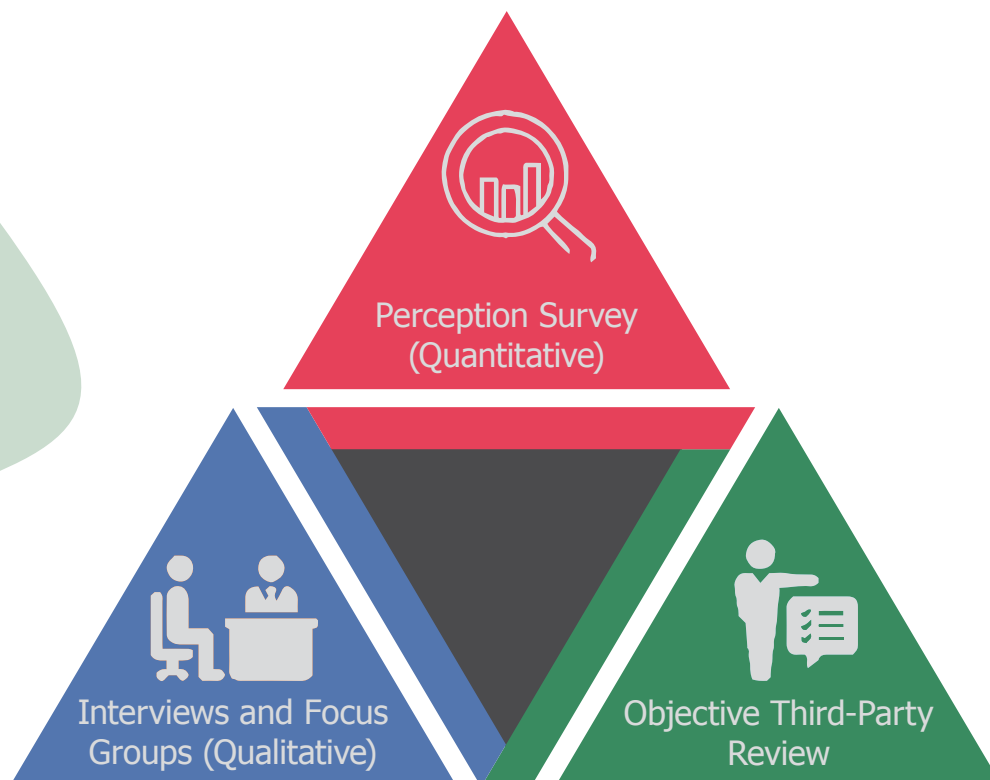 Perception Survey
(Quantitative)
Interviews and Focus
Groups (Qualitative)
Objective Third-Party
Review